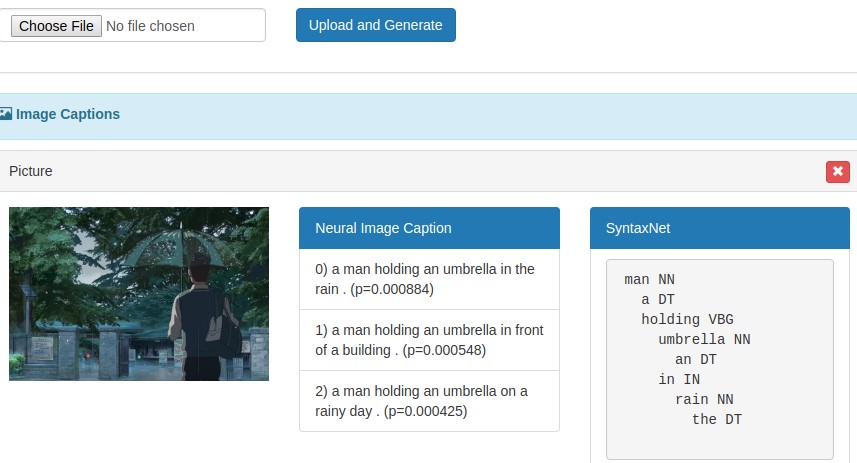 Choose File No file chosen
Upload and Generate
Image Captions
Picture
Neural Image Caption
0) a man holding an umbrella in the
rain . (p=0.000884)
1) a man holding an umbrella in front
of a building . (p=0.000548)
2) a man holding an umbrella on a
rainy day . (p=0.000425)
SyntaxNet
man NN
a DT
holding VBG
umbrella NN
an DT
in IN
rain NN
the DT